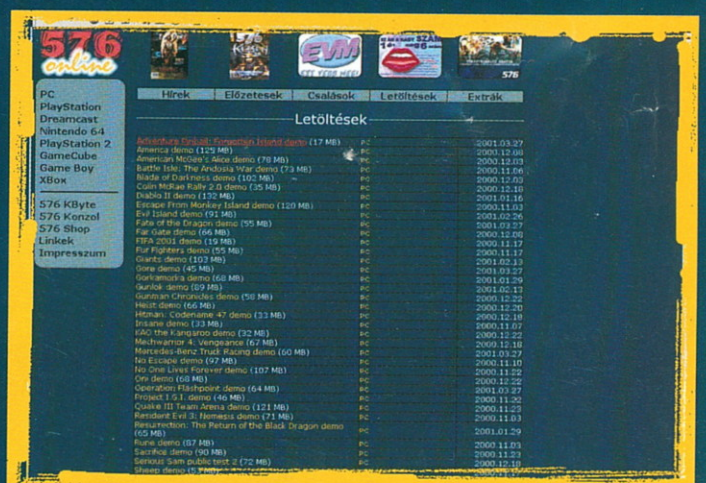 576
online
EVM
576
PC
PlayStation
Dreamcast
Nintendo 64
PlayStation 2
GameCube
Game Boy
XBox
576 KByte
576 Konzol
576 Shop
Linkek
Impresszum
Hírek Előzetesek Csalások Letöltések Extrák
Letöltések
Adventure Pinball: Forgotten Island demo (17 MB) PC 2001.03.27
America demo (125 MB) PC 2000.12.08
American McGee's Alice demo (78 MB) PC 2000.12.03
Battle Isle: The Andosia War demo (73 MB) PC 2000.11.06
Blade of Darkness demo (102 MB) PC 2000.12.03
Colin McRae Rally 2.0 demo (35 MB) PC 2000.12.18
Diablo II demo (132 MB) PC 2001.01.16
Escape From Monkey Island demo (120 MB) PC 2000.11.03
Evil Island demo (91 MB) PC 2001.02.26
Fate of the Dragon demo (55 MB) PC 2001.03.27
Far Gate demo (66 MB) PC 2000.12.08
FIFA 2001 demo (19 MB) PC 2000.11.17
Fur Fighters demo (55 MB) PC 2000.11.17
Giants demo (103 MB) PC 2001.02.13
Gore demo (45 MB) PC 2001.03.27
Gorkamorka demo (68 MB) PC 2001.01.29
Gunlok demo (89 MB) PC 2001.02.13
Gunman Chronicles demo (58 MB) PC 2000.12.22
Heist demo (66 MB) PC 2000.12.20
Hitman: Codename 47 demo (33 MB) PC 2000.12.18
Insane demo (33 MB) PC 2000.11.07
KAO the Kangaroo demo (32 MB) PC 2000.12.22
Mechwarrior 4: Vengeance (67 MB) PC 2000.12.18
Mercedes-Benz Truck Racing demo (60 MB) PC 2001.03.27
No Escape demo (97 MB) PC 2000.11.10
No One Lives Forever demo (107 MB) PC 2000.11.22
Oni demo (68 MB) PC 2000.12.22
Operation Flashpoint demo (64 MB) PC 2001.03.27
Project I.G.I. demo (46 MB) PC 2000.11.22
Quake III Team Arena demo (121 MB) PC 2000.11.23
Resident Evil 3: Nemesis demo (71 MB) PC 2000.11.03
Resurrection: The Return of the Black Dragon demo
(65 MB) PC 2001.01.29
Rune demo (87 MB) PC 2000.11.03
Sacrifice demo (90 MB) PC 2000.11.23
Serious Sam public test 2 (72 MB) PC 2000.12.18
Sheep demo